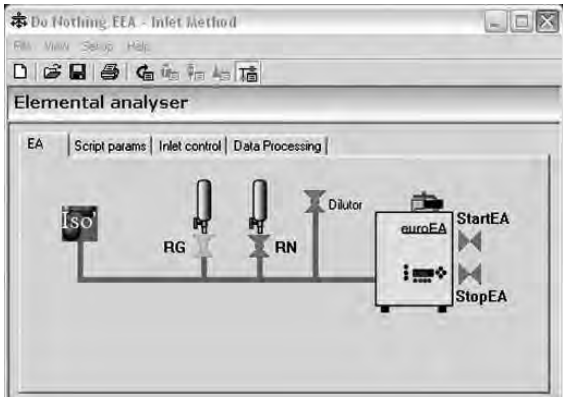 Do Nothing.EEA - Inlet Method
File View Setup Help
Elemental analyser
EA Script params Inlet control Data Processing
Iso
Dilutor
euroEA
StartEA
RG RN
StopEA